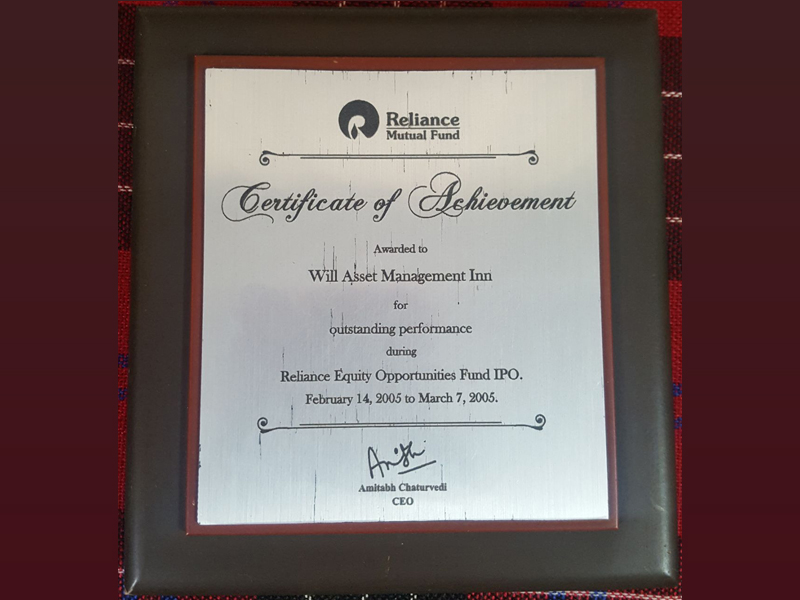 Reliance
Mutual Fund
Certificate of Achievement
Awarded to
Will Asset Management Inn
for
outstanding performance
during
Reliance Equity Opportunities Fund IPO.
February 14, 2005 to March 7, 2005.
Amitabh Chaturvedi
CEO